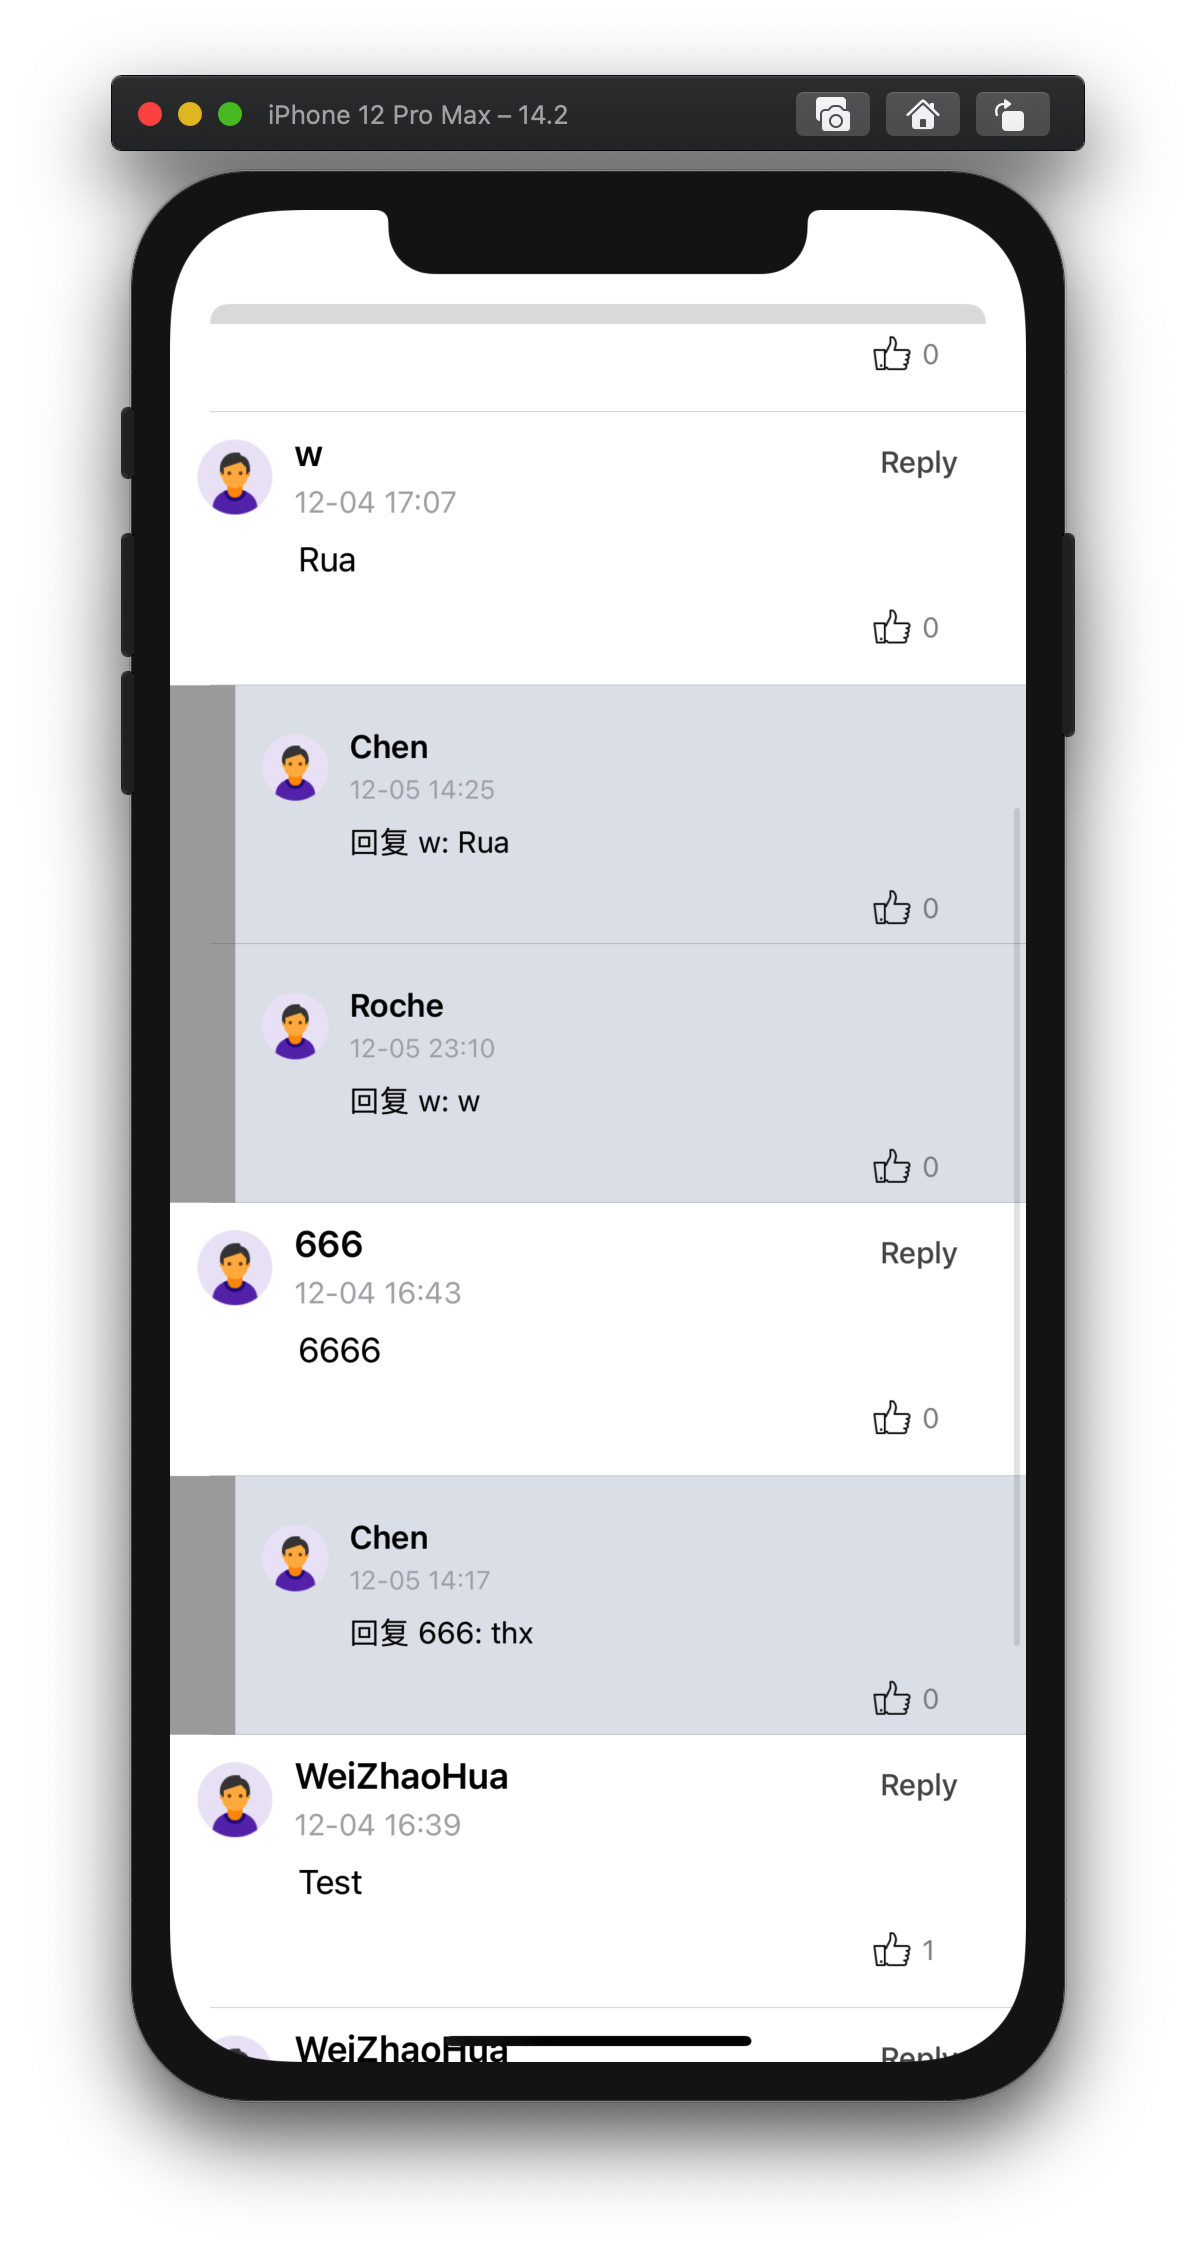 iPhone 12 Pro Max – 14.2
0
w
Reply
12-04 17:07
Rua
0
Chen
12-05 14:25
回复 w: Rua
0
Roche
12-05 23:10
回复 w: w
0
666
Reply
12-04 16:43
6666
0
Chen
12-05 14:17
回复 666: thx
0
WeiZhaoHua
Reply
12-04 16:39
Test
1
WeiZhaoHua
Reply